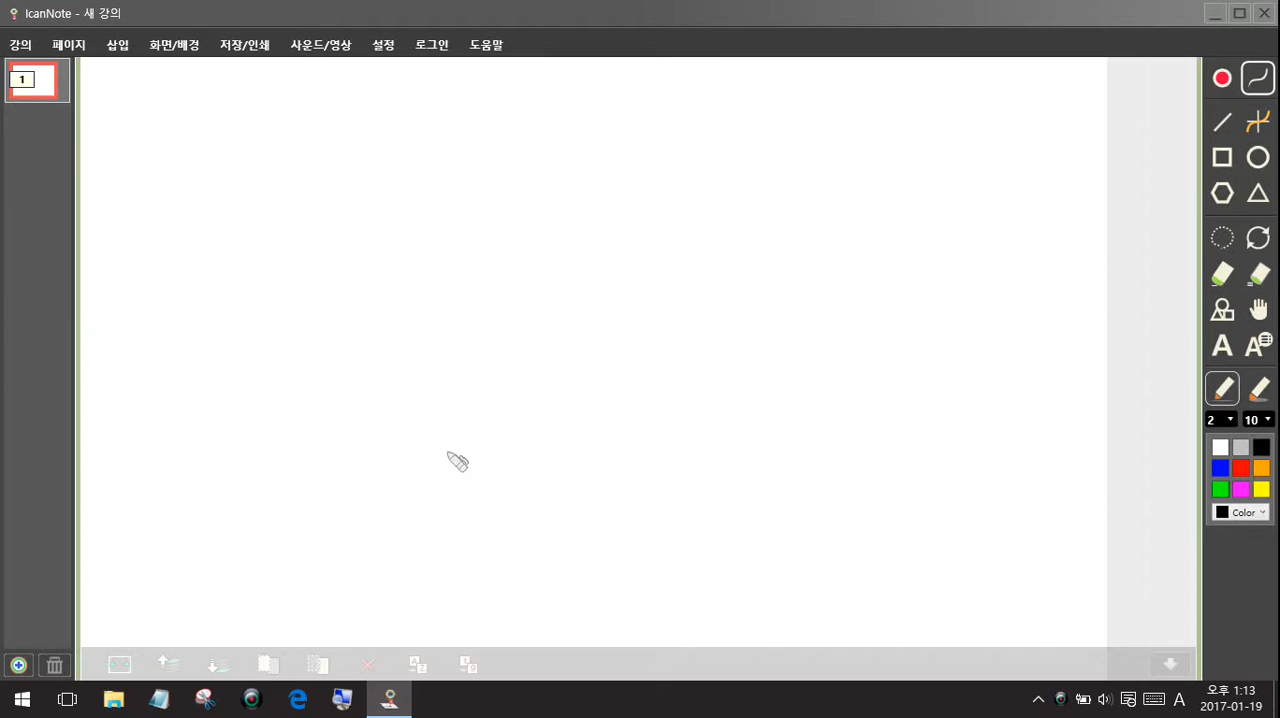 IcanNote - 새 강의
강의 페이지 삽입 화면/배경 저장/인쇄 사운드/영상 설정 로그인 도움말
1
A
A
2 10
Color
A 오후 1:13
2017-01-19